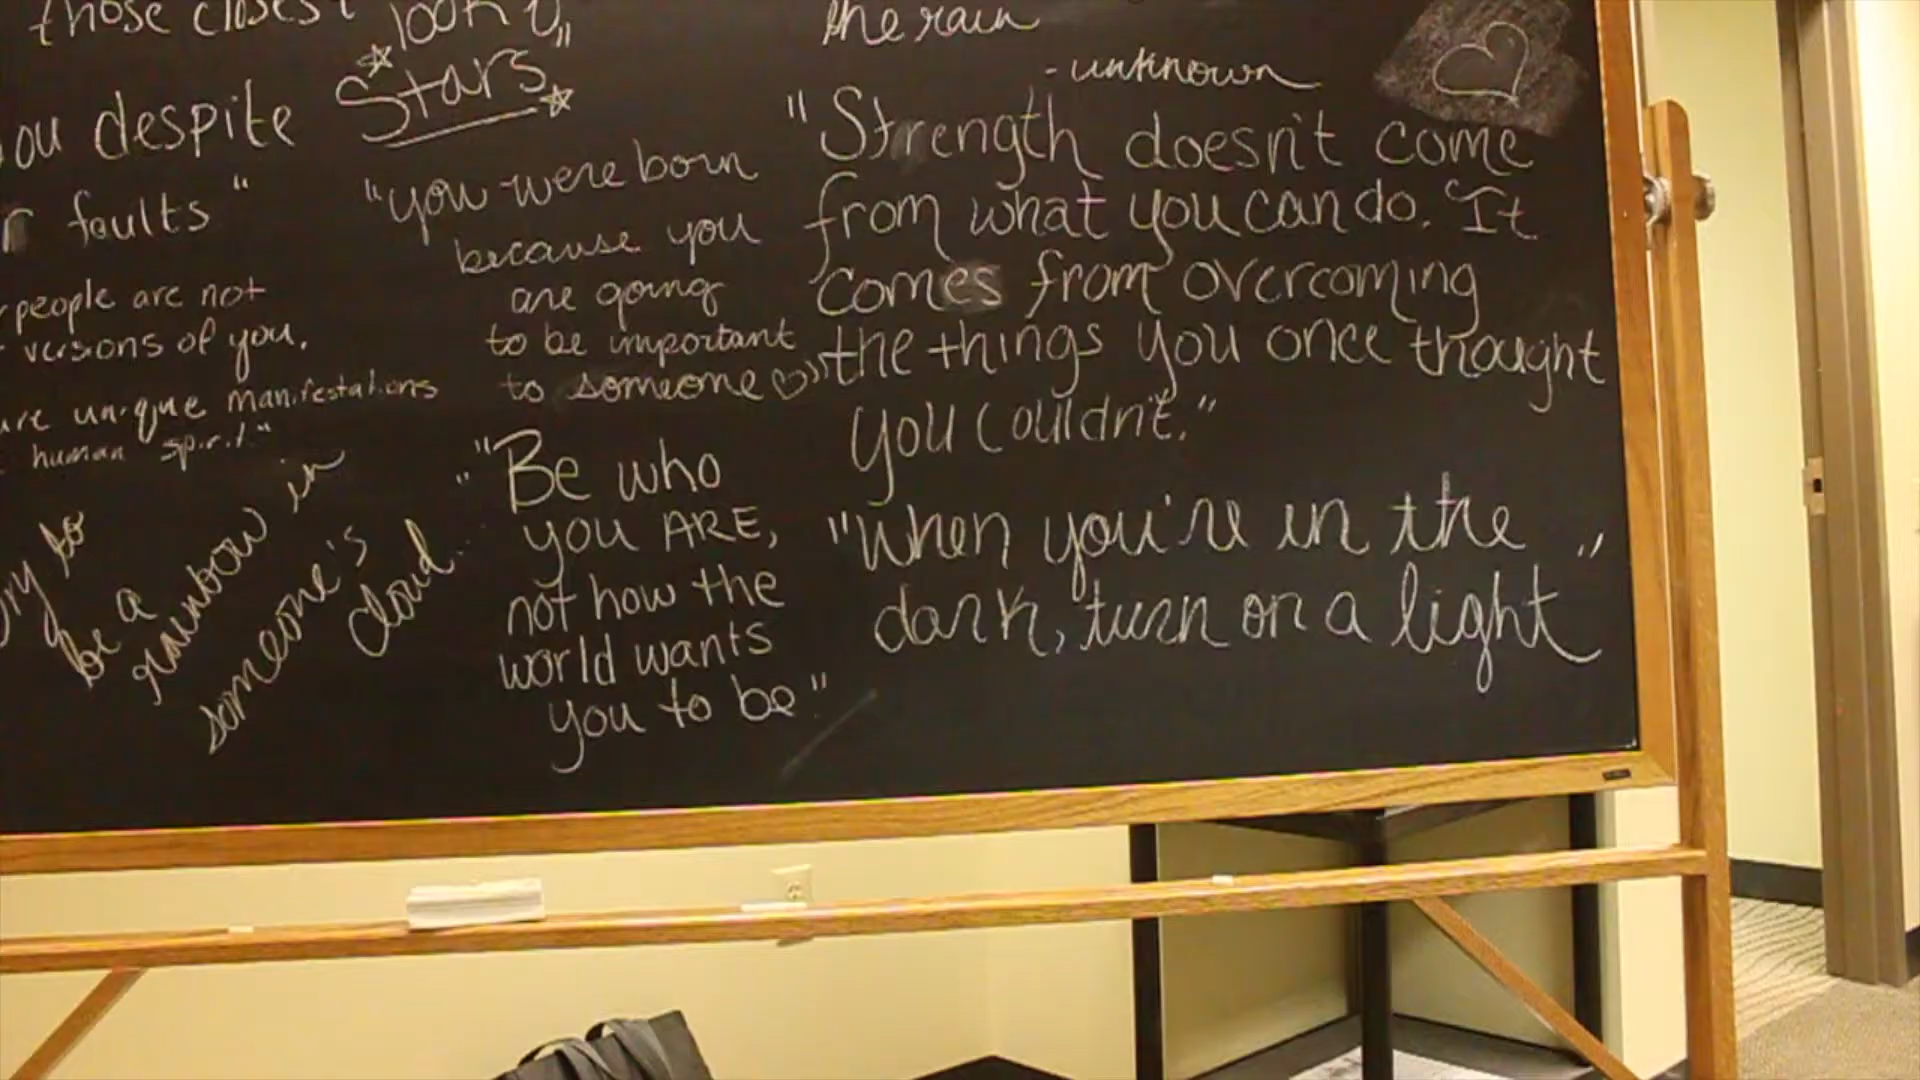 those closest
you despite
faults"
people are not
versions of you.
are unique manifestations
human spirit."
try to
be a
rainbow in
someone's
cloud."
look
Stars
"you were born
because you
are going
to be important
to someone ♡"
"Be who
you ARE,
not how the
world wants
you to be"
the rain
-unknown
"Strength doesn't come
from what you can do. It
comes from overcoming
the things you once thought
you couldn't."
"When you're in the
dark, turn on a light"